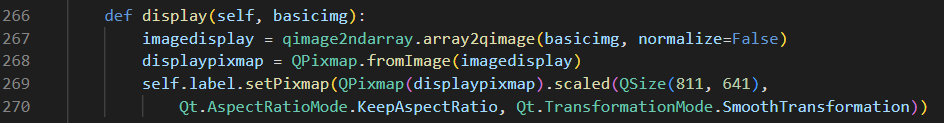 266 def display(self, basicimg):
267 imagedisplay = qimage2ndarray.array2qimage(basicimg, normalize=False)
268 displaypixmap = QPixmap.fromImage(imagedisplay)
269 self.label.setPixmap(QPixmap(displaypixmap).scaled(QSize(811, 641),
270 Qt.AspectRatioMode.KeepAspectRatio, Qt.TransformationMode.SmoothTransformation))